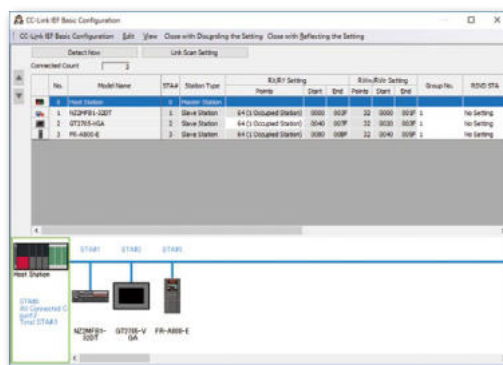 CC-Link IEF Basic Configuration
CC-Link IEF Basic Configuration Edit View Close with Discarding the Setting Close with Reflecting the Setting
Detect Now Link Scan Setting
Connected Count 3
No. Model Name STA# Station Type RX/RY Setting RWw/RWr Setting Group No. RSVD STA
Points Start End Points Start End
0 Host Station 0 Master Station
1 NZ2MFB1-32DT 1 Slave Station 64 (1 Occupied Station) 0000 003F 32 0000 001F 1 No Setting
2 GT2705-VGA 2 Slave Station 64 (1 Occupied Station) 0040 007F 32 0020 003F 1 No Setting
3 FR-A800-E 3 Slave Station 64 (1 Occupied Station) 0080 00BF 32 0040 005F 1 No Setting
STA#1 STA#2 STA#3
Host Station
STA#0
Total STA#3
NZ2MFB1-
32DT
GT2705-V
GA
FR-A800-E